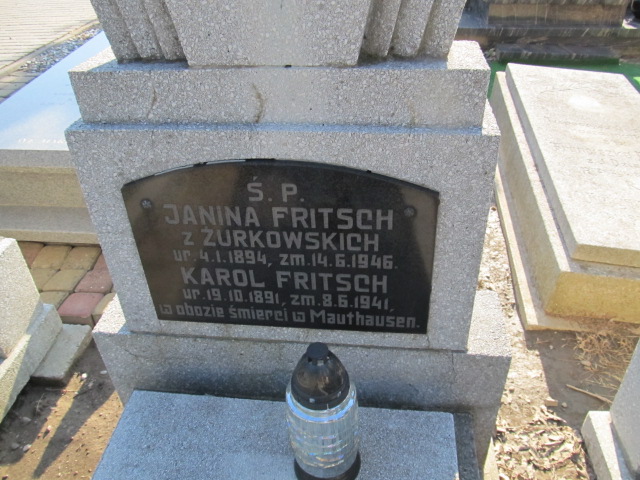 Ś. P.
JANINA FRITSCH
Z ŻURKOWSKICH
ur. 4.1.1894, zm. 14.6.1946.
KAROL FRITSCH
ur. 19.10.1891, zm. 8.6.1941,
w obozie śmierci w Mauthausen.